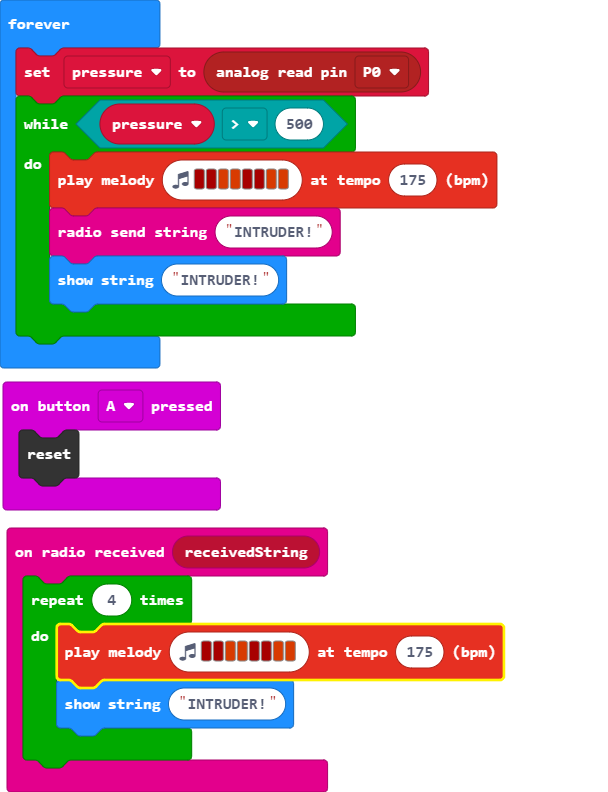 forever
set pressure to analog read pin P0
while pressure > 500
do
play melody at tempo 175 (bpm)
radio send string "INTRUDER!"
show string "INTRUDER!"
on button A pressed
reset
on radio received receivedString
repeat 4 times
do
play melody at tempo 175 (bpm)
show string "INTRUDER!"